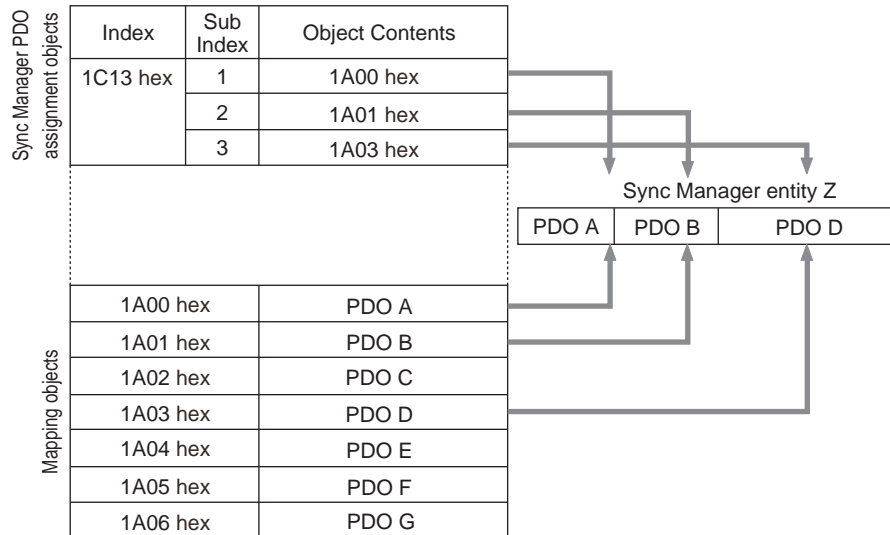 Sync Manager PDO
assignment objects
Index Sub Index Object Contents
1C13 hex 1 1A00 hex
2 1A01 hex
3 1A03 hex
Sync Manager entity Z
PDO A PDO B PDO D
Mapping objects
1A00 hex PDO A
1A01 hex PDO B
1A02 hex PDO C
1A03 hex PDO D
1A04 hex PDO E
1A05 hex PDO F
1A06 hex PDO G